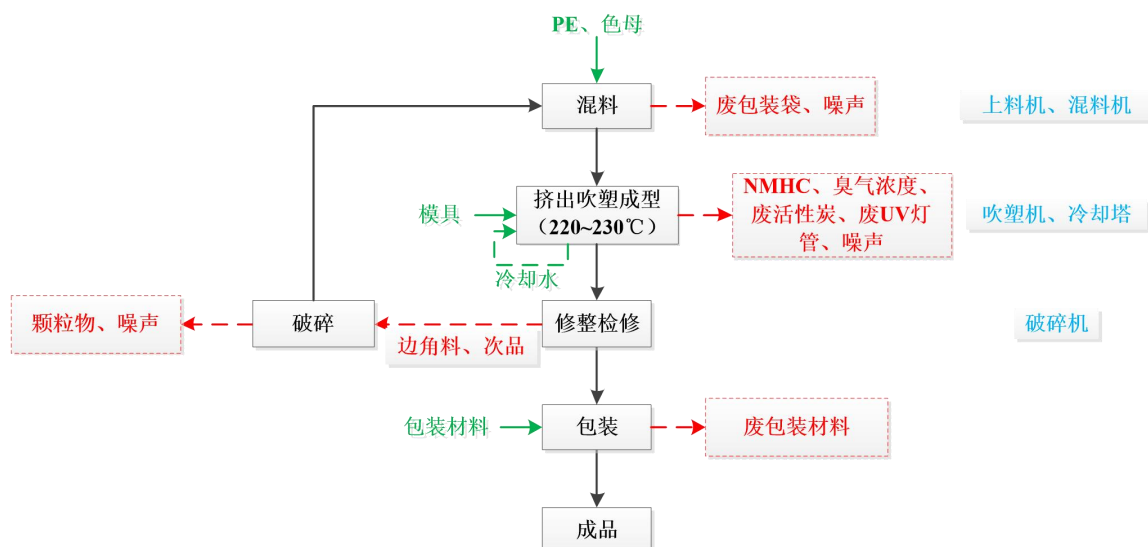 PE、色母
混料
废包装袋、噪声
上料机、混料机
模具
挤出吹塑成型
（220~230℃）
NMHC、臭气浓度、
废活性炭、废UV灯
管、噪声
吹塑机、冷却塔
冷却水
颗粒物、噪声
破碎
边角料、次品
修整检修
破碎机
包装材料
包装
废包装材料
成品